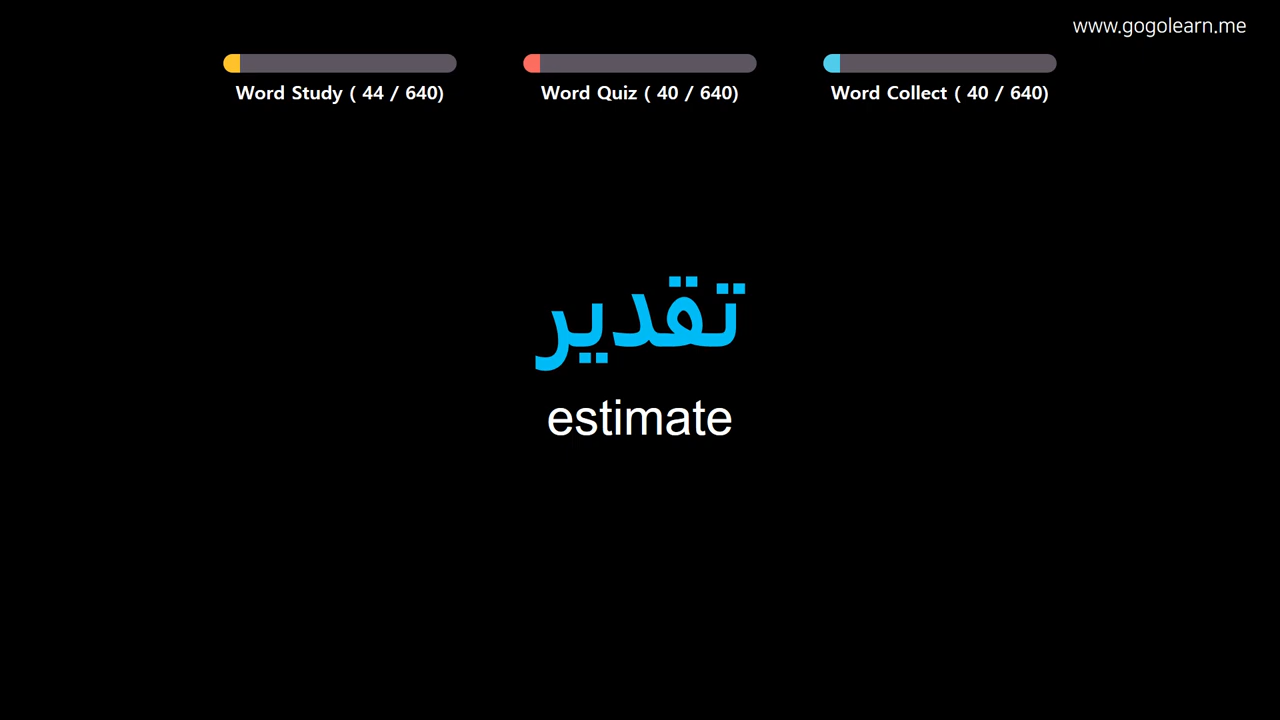 www.gogolearn.me
Word Study ( 44 / 640)
Word Quiz ( 40 / 640)
Word Collect ( 40 / 640)
تقدير
estimate